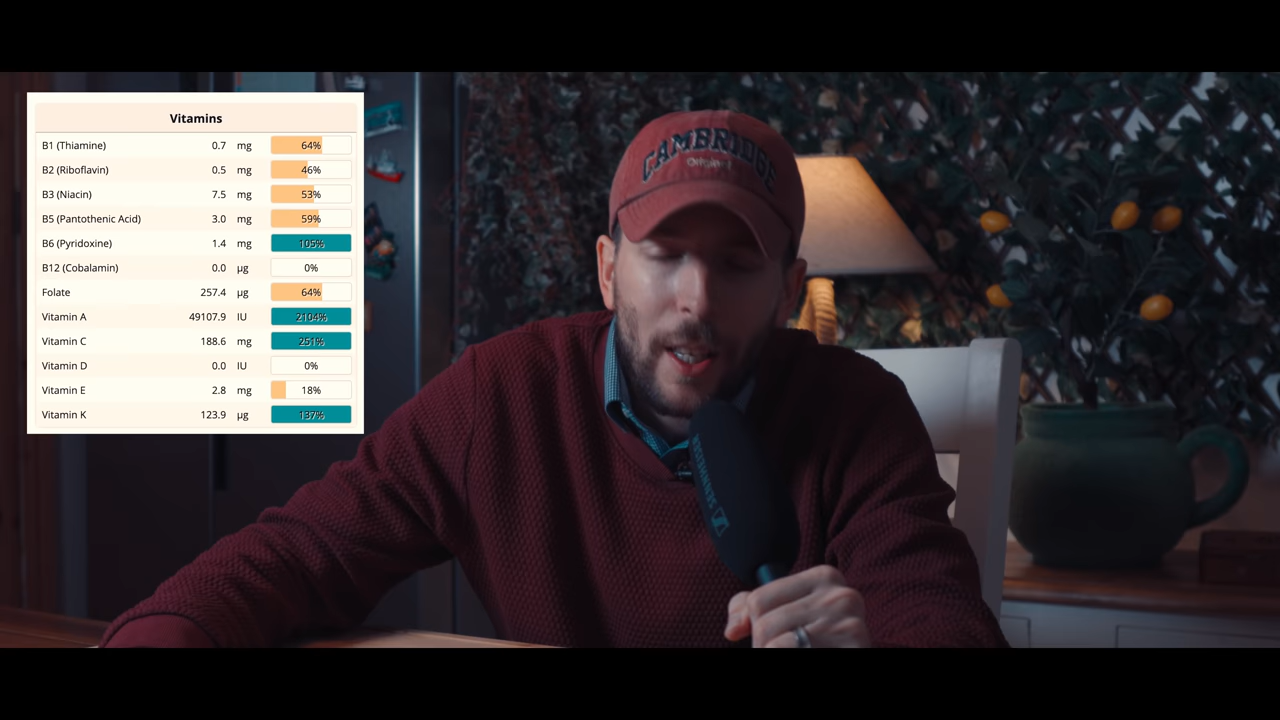 Vitamins
B1 (Thiamine) 0.7 mg 64%
B2 (Riboflavin) 0.5 mg 46%
B3 (Niacin) 7.5 mg 53%
B5 (Pantothenic Acid) 3.0 mg 59%
B6 (Pyridoxine) 1.4 mg 105%
B12 (Cobalamin) 0.0 µg 0%
Folate 257.4 µg 64%
Vitamin A 49107.9 IU 2104%
Vitamin C 188.6 mg 251%
Vitamin D 0.0 IU 0%
Vitamin E 2.8 mg 18%
Vitamin K 123.9 µg 137%
CAMBRIDGE
Original
SENNHEISER